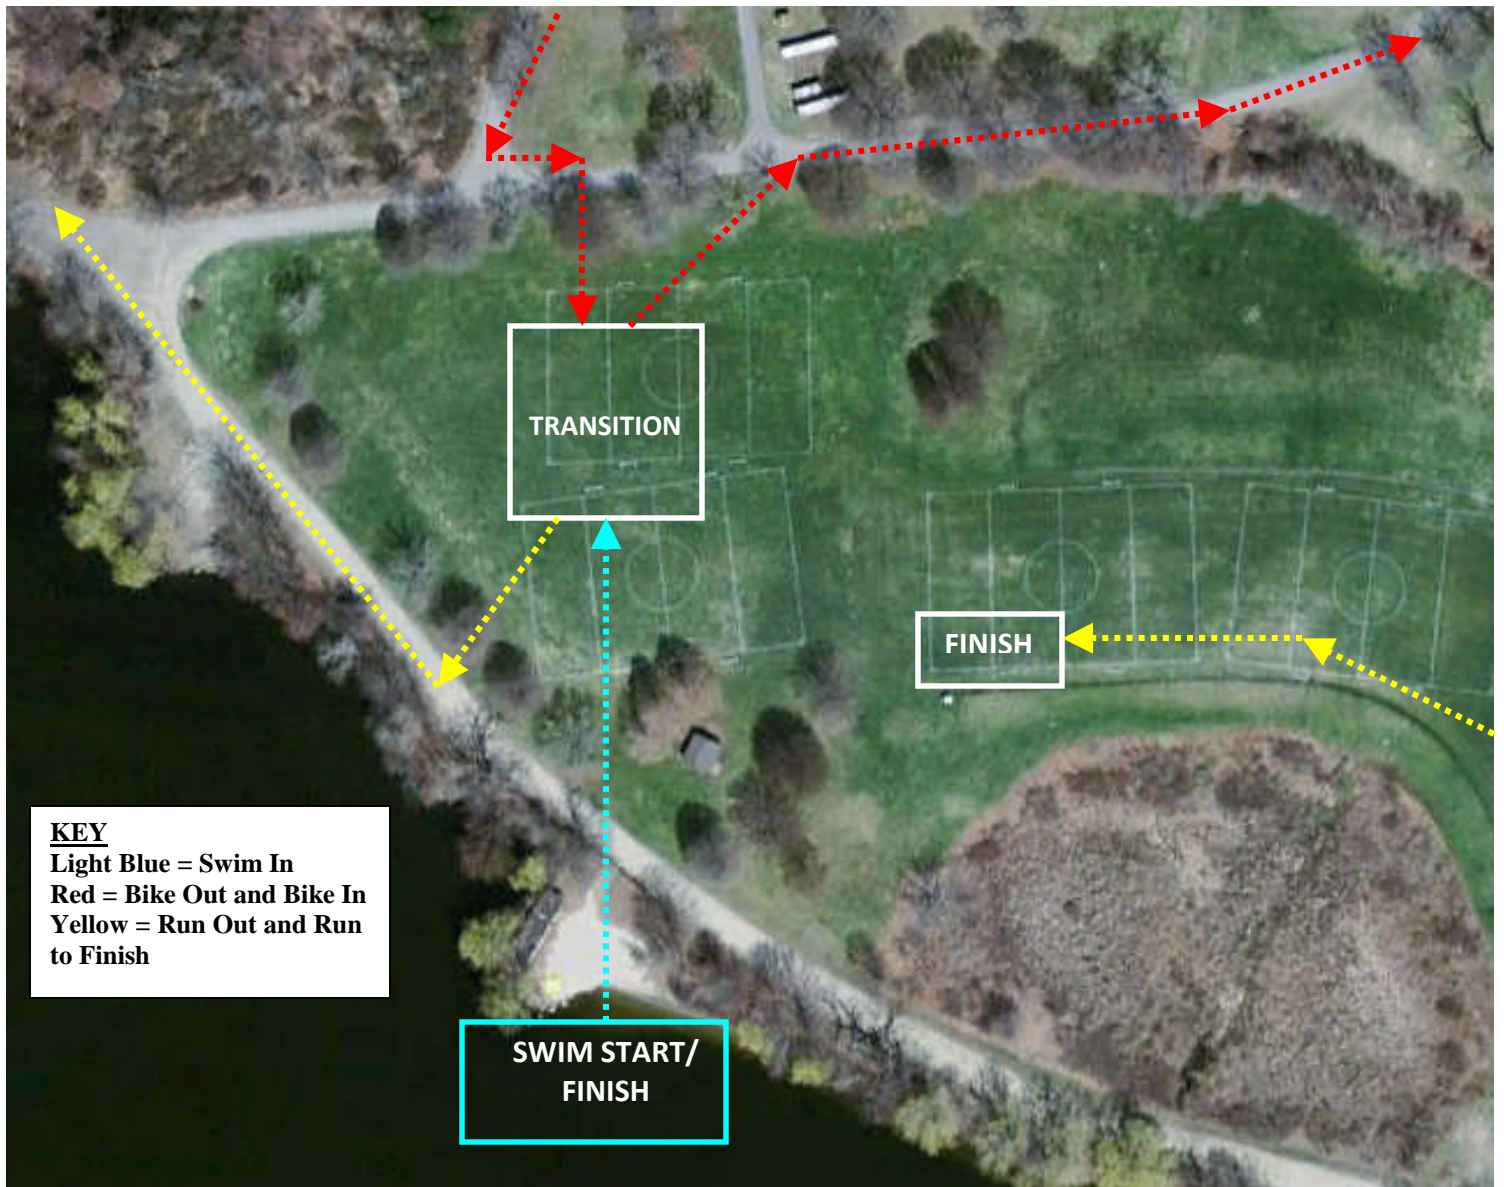 TRANSITION
FINISH
KEY
Light Blue = Swim In
Red = Bike Out and Bike In
Yellow = Run Out and Run
to Finish
SWIM START/
FINISH